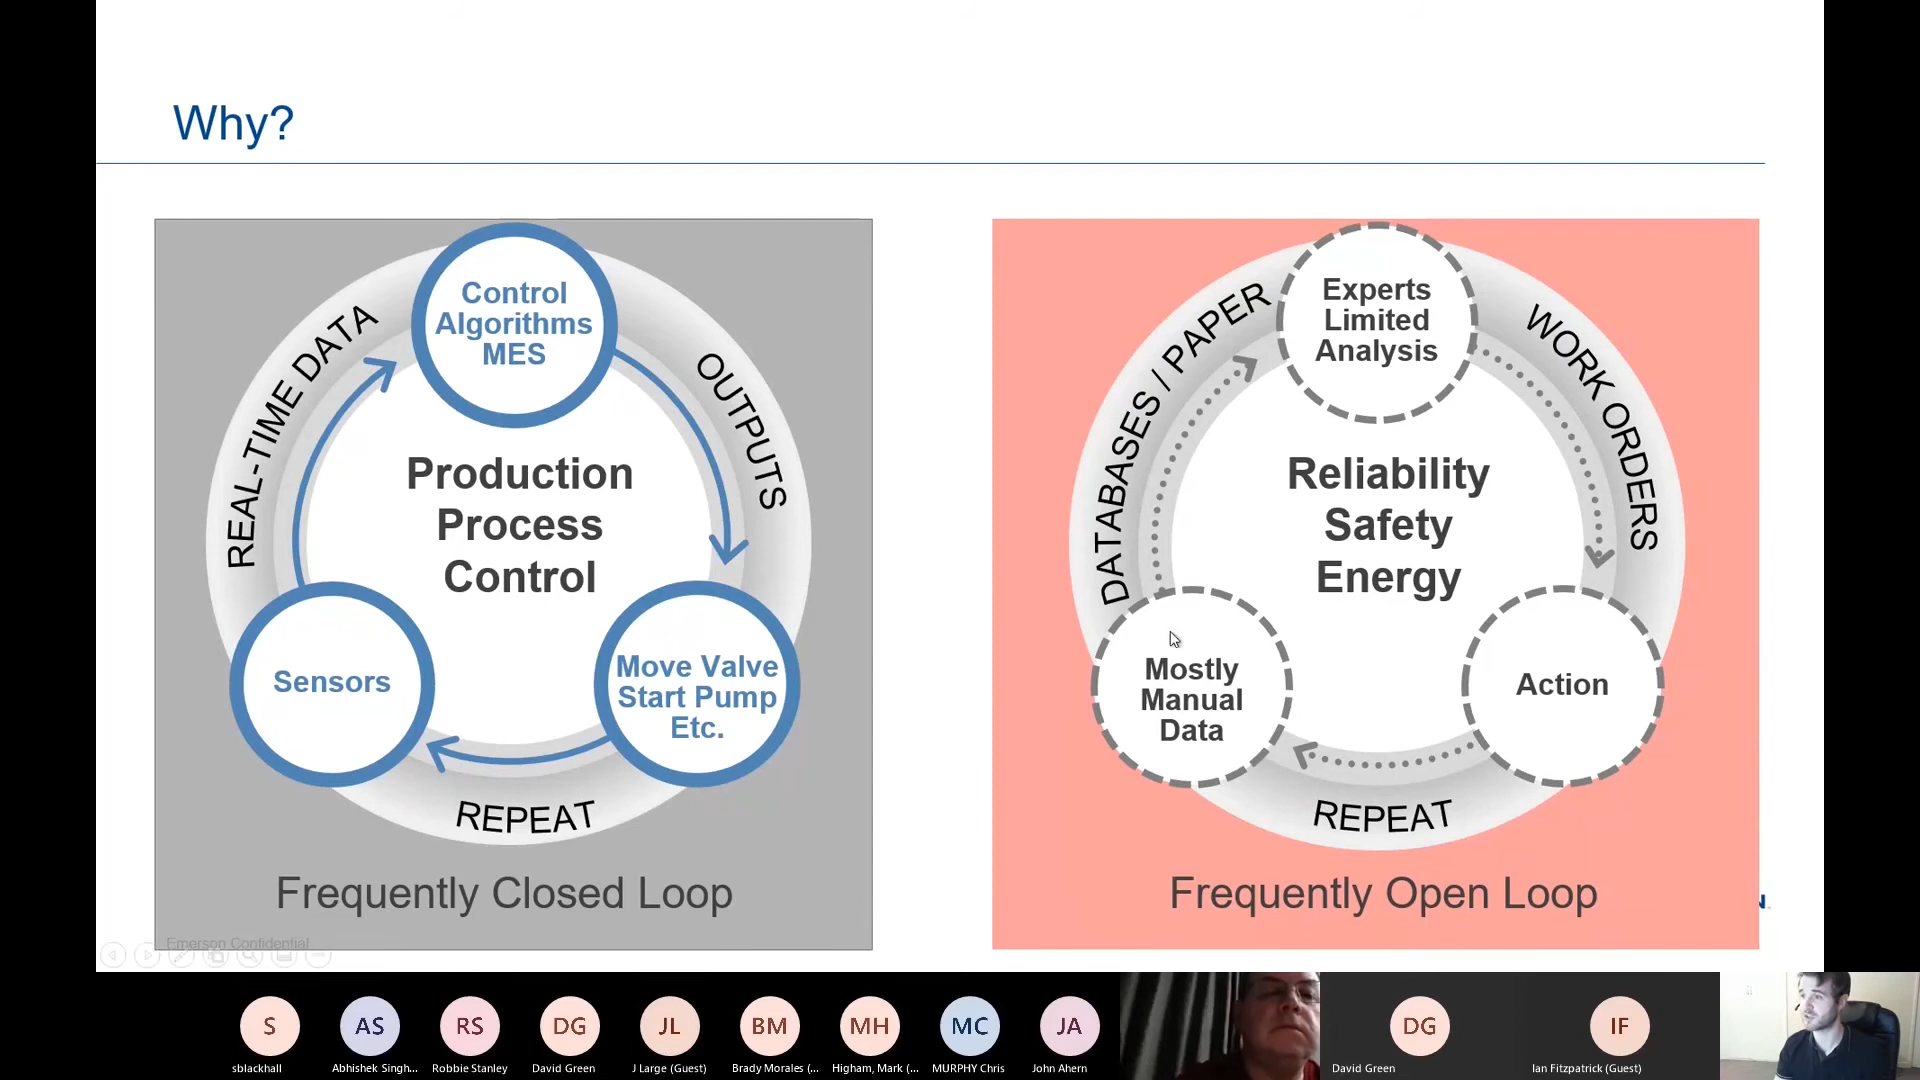 Why?
REAL-TIME DATA
Control
Algorithms
MES
OUTPUTS
Production
Process
Control
Sensors
Move Valve
Start Pump
Etc.
REPEAT
Frequently Closed Loop
Emerson Confidential
DATABASES / PAPER
Experts
Limited
Analysis
WORK ORDERS
Reliability
Safety
Energy
Mostly
Manual
Data
Action
REPEAT
Frequently Open Loop
S
AS
RS
DG
JL
BM
MH
MC
JA
DG
IF
sblackhall
Abhishek Singh...
Robbie Stanley
David Green
J Large (Guest)
Brady Morales (...
Higham, Mark (...
MURPHY Chris
John Ahern
David Green
Ian Fitzpatrick (Guest)